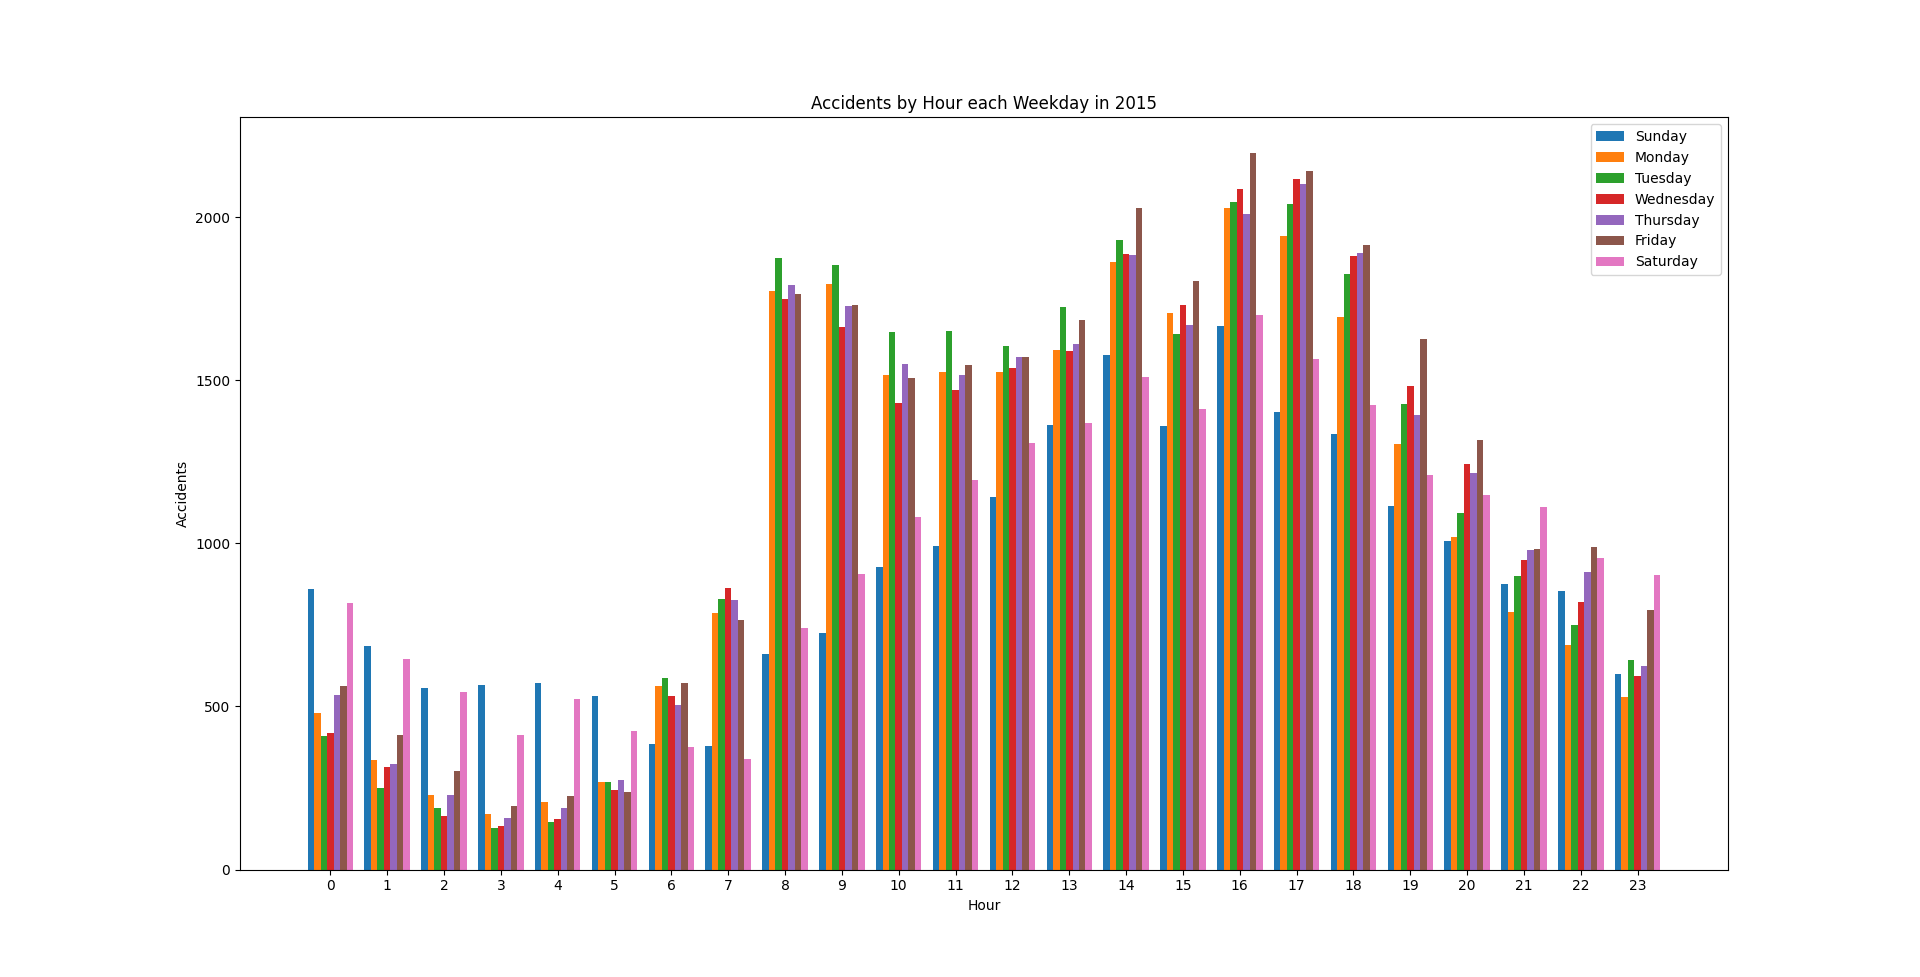 Accidents by Hour each Weekday in 2015
Sunday
Monday
Tuesday
Wednesday
Thursday
Friday
Saturday
2000
1500
1000
500
0
Accidents
0 1 2 3 4 5 6 7 8 9 10 11 12 13 14 15 16 17 18 19 20 21 22 23
Hour